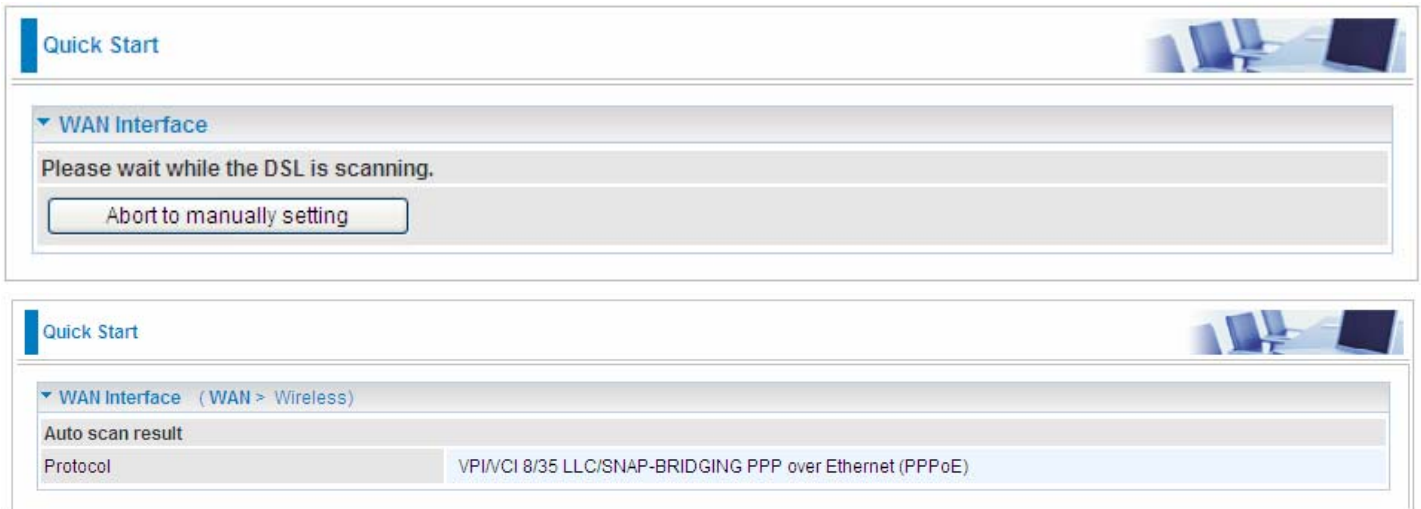 Quick Start
WAN Interface
Please wait while the DSL is scanning.
Abort to manually setting
Quick Start
WAN Interface ( WAN > Wireless)
Auto scan result
Protocol VPI/VCI 8/35 LLC/SNAP-BRIDGING PPP over Ethernet (PPPoE)